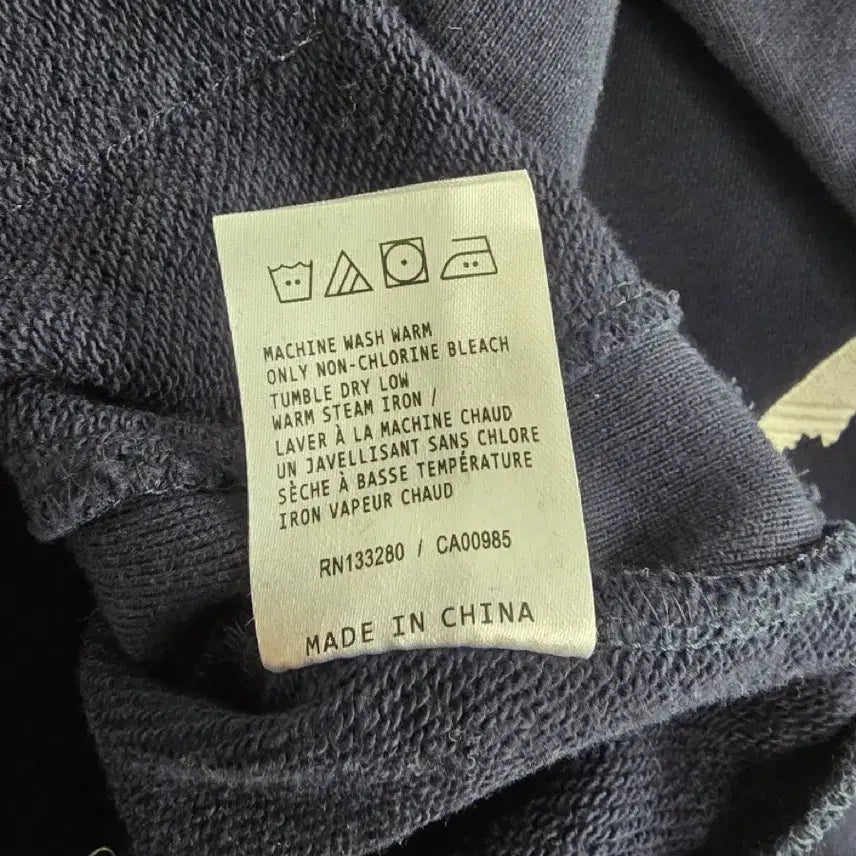 MACHINE WASH WARM
ONLY NON-CHLORINE BLEACH
TUMBLE DRY LOW
WARM STEAM IRON /
LAVER À LA MACHINE CHAUD
UN JAVELLISANT SANS CHLORE
SÈCHE À BASSE TEMPÉRATURE
IRON VAPEUR CHAUD
RN133280 / CA00985
MADE IN CHINA